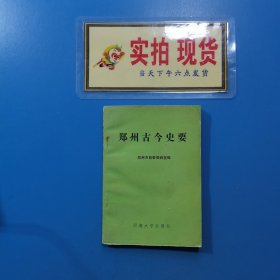 实拍 现货
当天下午六点发货
郑州古今史要
河南大学出版社